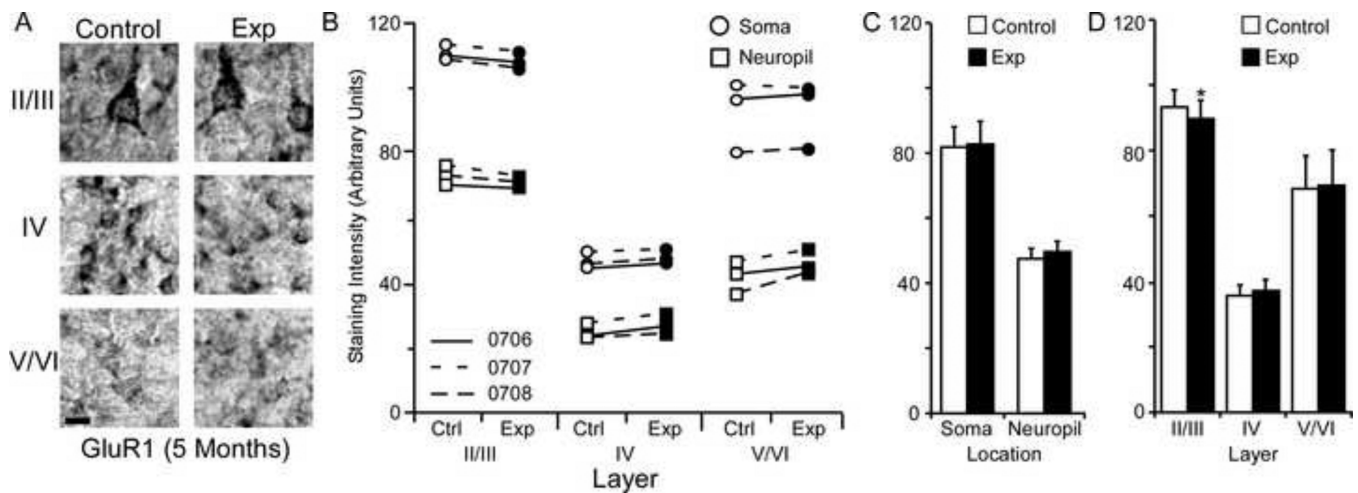 A
Control
Exp
II/III
IV
V/VI
GluR1 (5 Months)
B
Staining Intensity (Arbitrary Units)
120
80
40
0
Soma
Neuropil
0706
0707
0708
Ctrl
Exp
Ctrl
Exp
Ctrl
Exp
II/III
IV
V/VI
Layer
C
120
80
40
0
Control
Exp
Soma
Neuropil
Location
D
120
80
40
0
Control
Exp
*
II/III
IV
V/VI
Layer